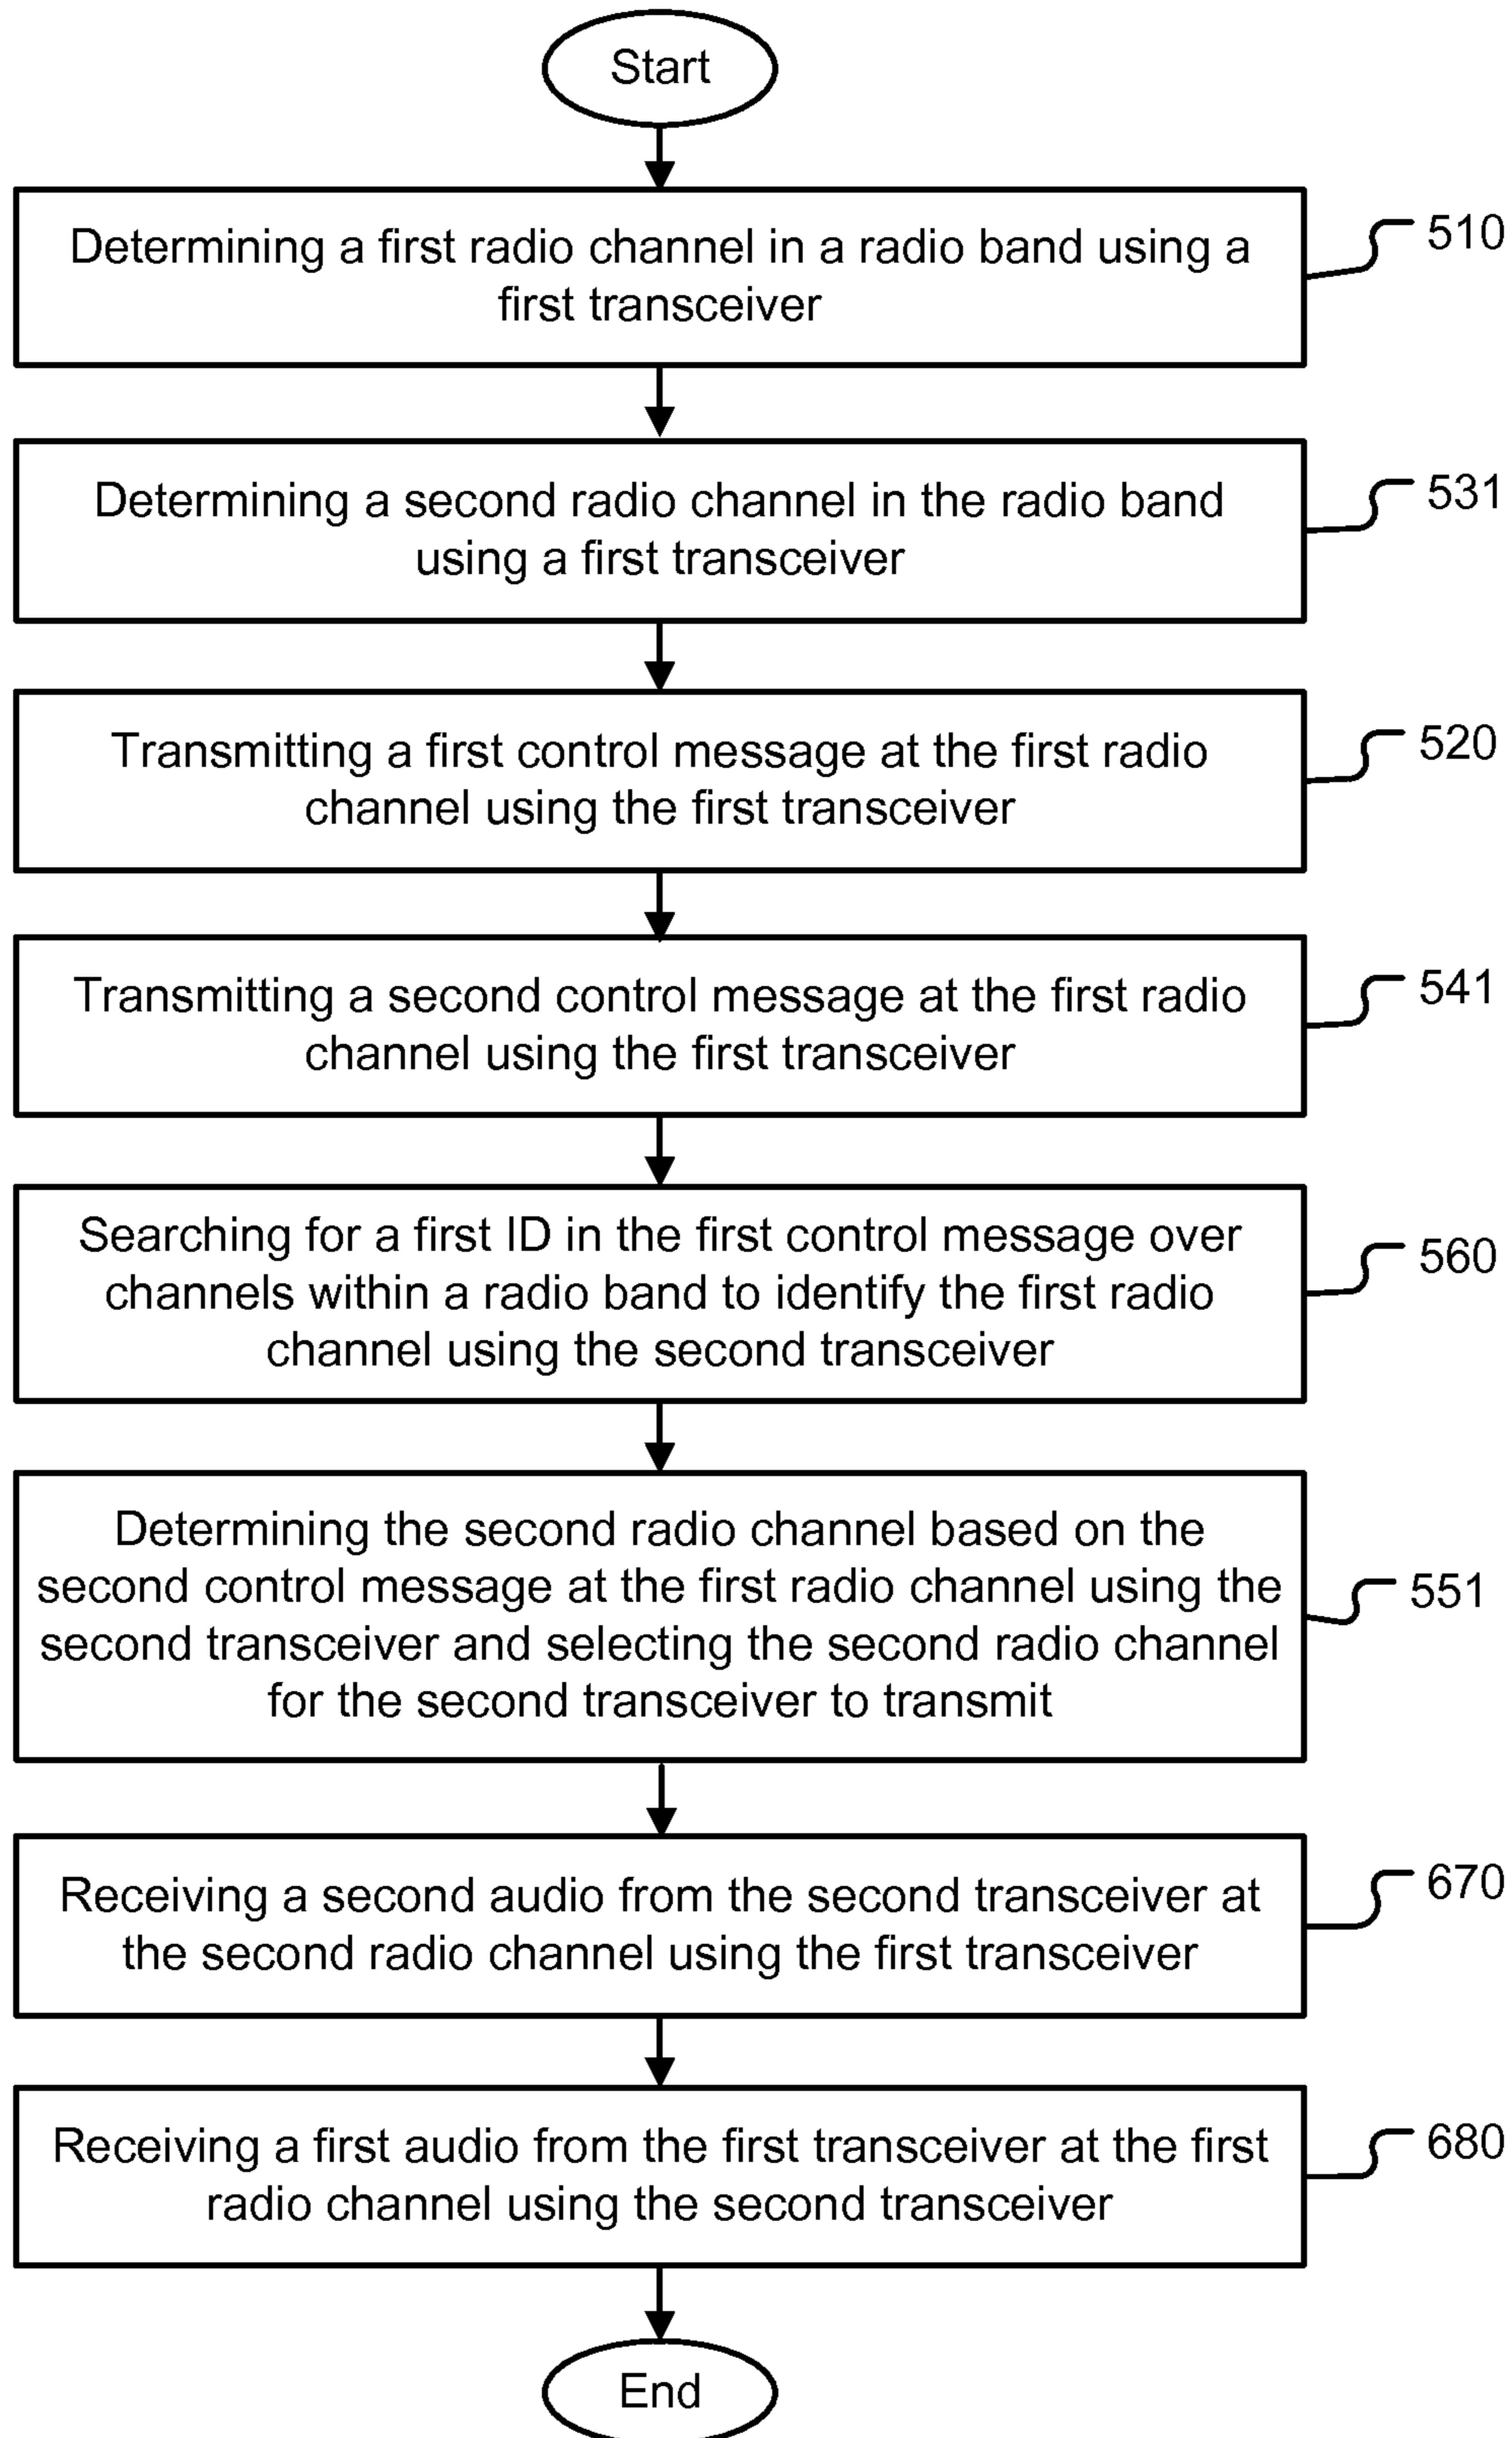 Start
Determining a first radio channel in a radio band using a
first transceiver
510
Determining a second radio channel in the radio band
using a first transceiver
531
Transmitting a first control message at the first radio
channel using the first transceiver
520
Transmitting a second control message at the first radio
channel using the first transceiver
541
Searching for a first ID in the first control message over
channels within a radio band to identify the first radio
channel using the second transceiver
560
Determining the second radio channel based on the
second control message at the first radio channel using the
second transceiver and selecting the second radio channel
for the second transceiver to transmit
551
Receiving a second audio from the second transceiver at
the second radio channel using the first transceiver
670
Receiving a first audio from the first transceiver at the first
radio channel using the second transceiver
680
End